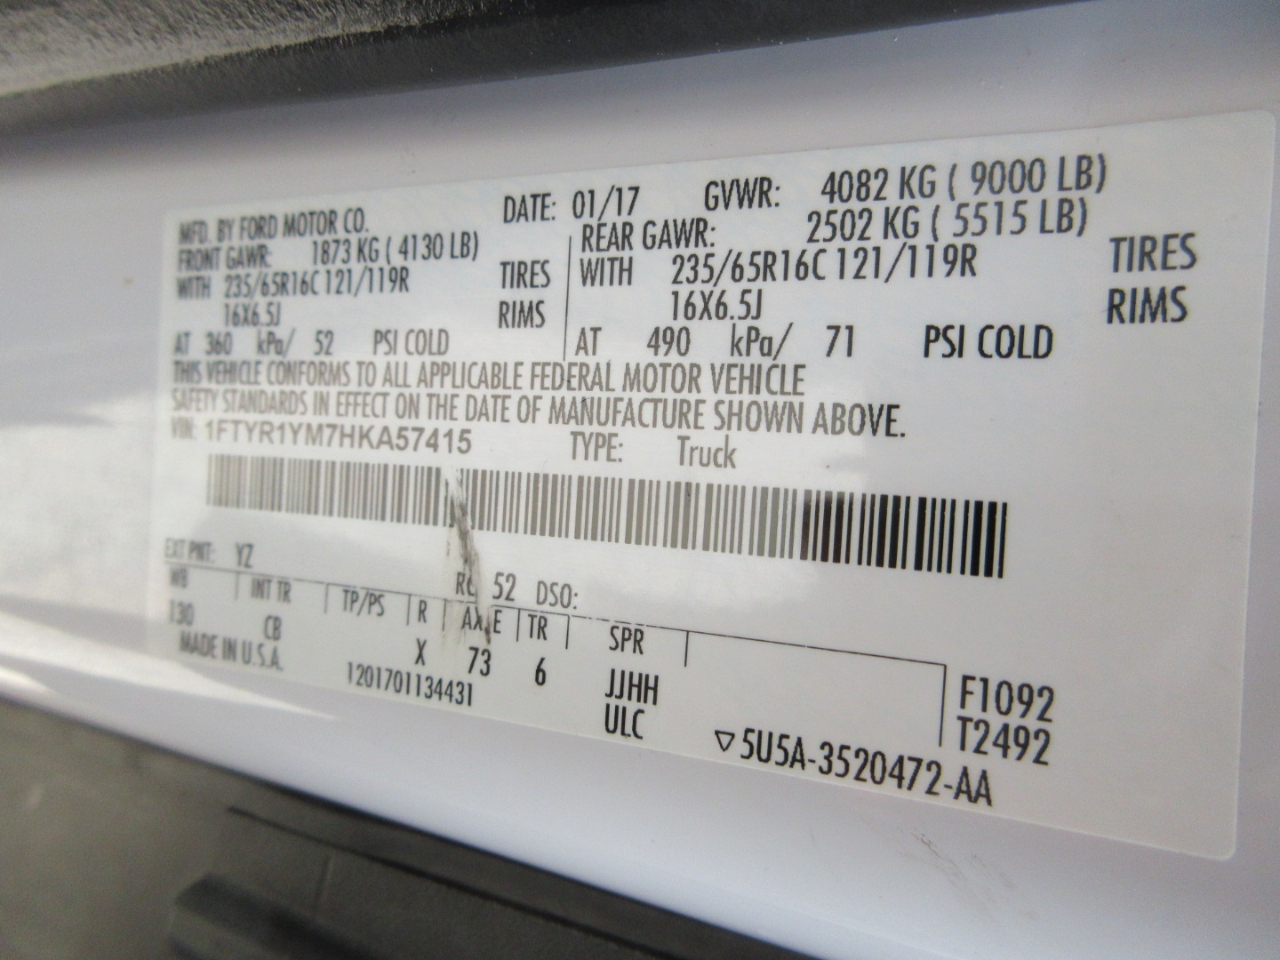 MFD. BY FORD MOTOR CO. DATE: 01/17 GVWR: 4082 KG ( 9000 LB)
FRONT GAWR: 1873 KG ( 4130 LB) REAR GAWR: 2502 KG ( 5515 LB)
WITH 235/65R16C 121/119R TIRES WITH 235/65R16C 121/119R TIRES
16X6.5J RIMS 16X6.5J RIMS
AT 360 kPa/ 52 PSI COLD AT 490 kPa/ 71 PSI COLD
THIS VEHICLE CONFORMS TO ALL APPLICABLE FEDERAL MOTOR VEHICLE
SAFETY STANDARDS IN EFFECT ON THE DATE OF MANUFACTURE SHOWN ABOVE.
VIN: 1FTYR1YM7HKA57415 TYPE: Truck
EXT PNT: YZ RC 52 DSO:
WB INT TR TP/PS R AXLE TR SPR
130 CB X 73 6 JJHH F1092
MADE IN U.S.A. 1201701134431 ULC T2492
▽5U5A-3520472-AA